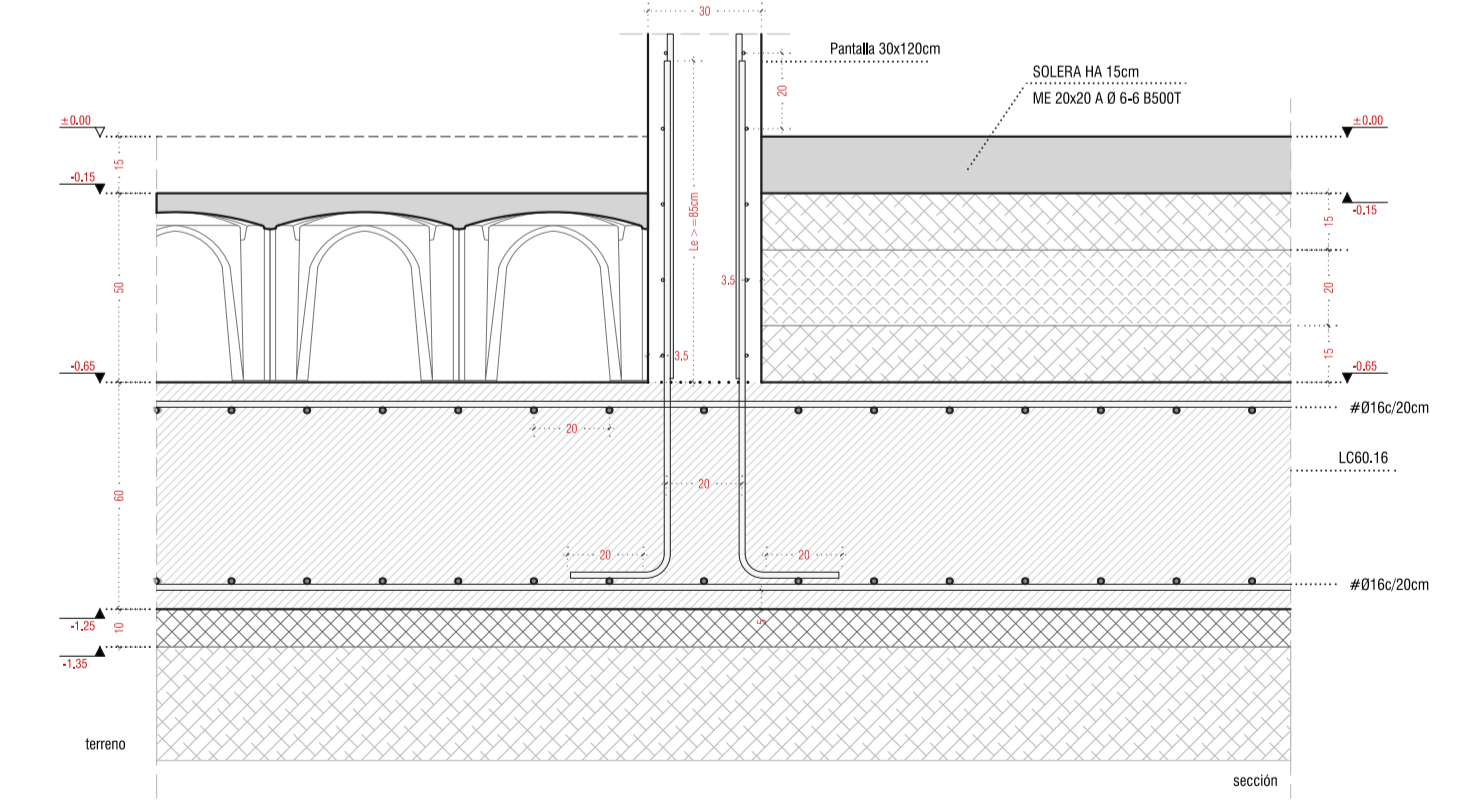 30
Pantalla 30x120cm
SOLERA HA 15cm
ME 20x20 A Ø 6-6 B500T
20
±0.00
±0.00
15
-0.15
-0.15
15
Le >=85cm
50
3.5
20
3.5
15
-0.65
-0.65
#Ø16c/20cm
20
LC60.16
60
20
20
20
#Ø16c/20cm
5
-1.25
10
-1.35
terreno
sección